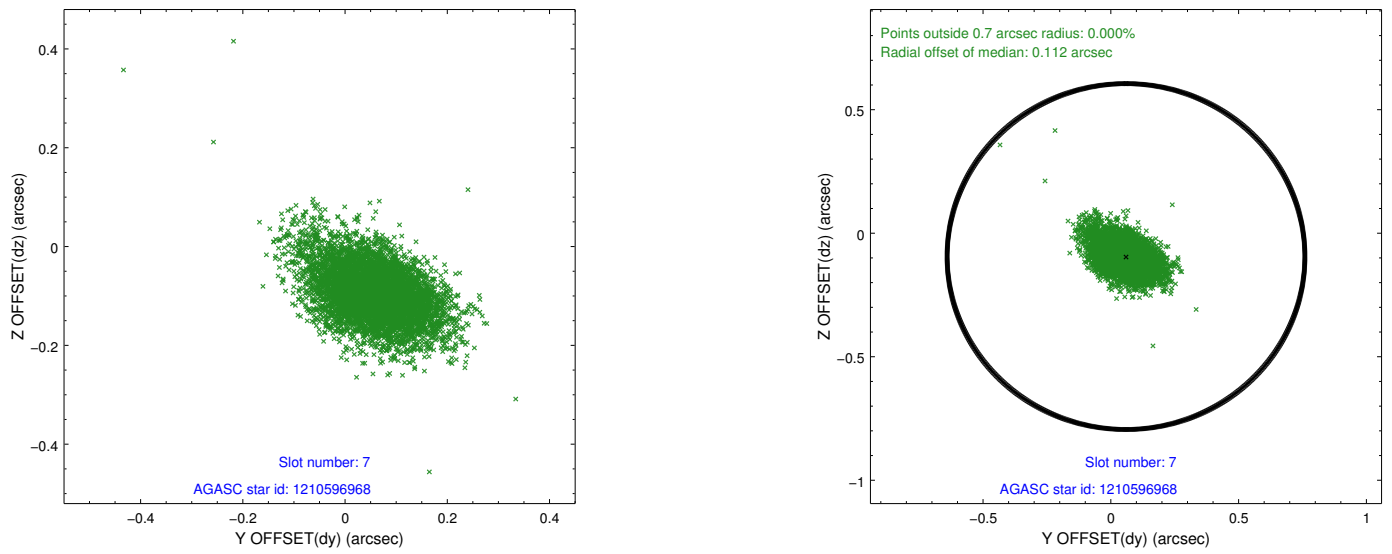 0.4
0.2
0
−0.2
−0.4
Z OFFSET(dz) (arcsec)
Slot number: 7
AGASC star id: 1210596968
−0.4 −0.2 0 0.2 0.4
Y OFFSET(dy) (arcsec)
Points outside 0.7 arcsec radius: 0.000%
Radial offset of median: 0.112 arcsec
0.5
0
−0.5
−1
Z OFFSET(dz) (arcsec)
Slot number: 7
AGASC star id: 1210596968
−0.5 0 0.5 1
Y OFFSET(dy) (arcsec)